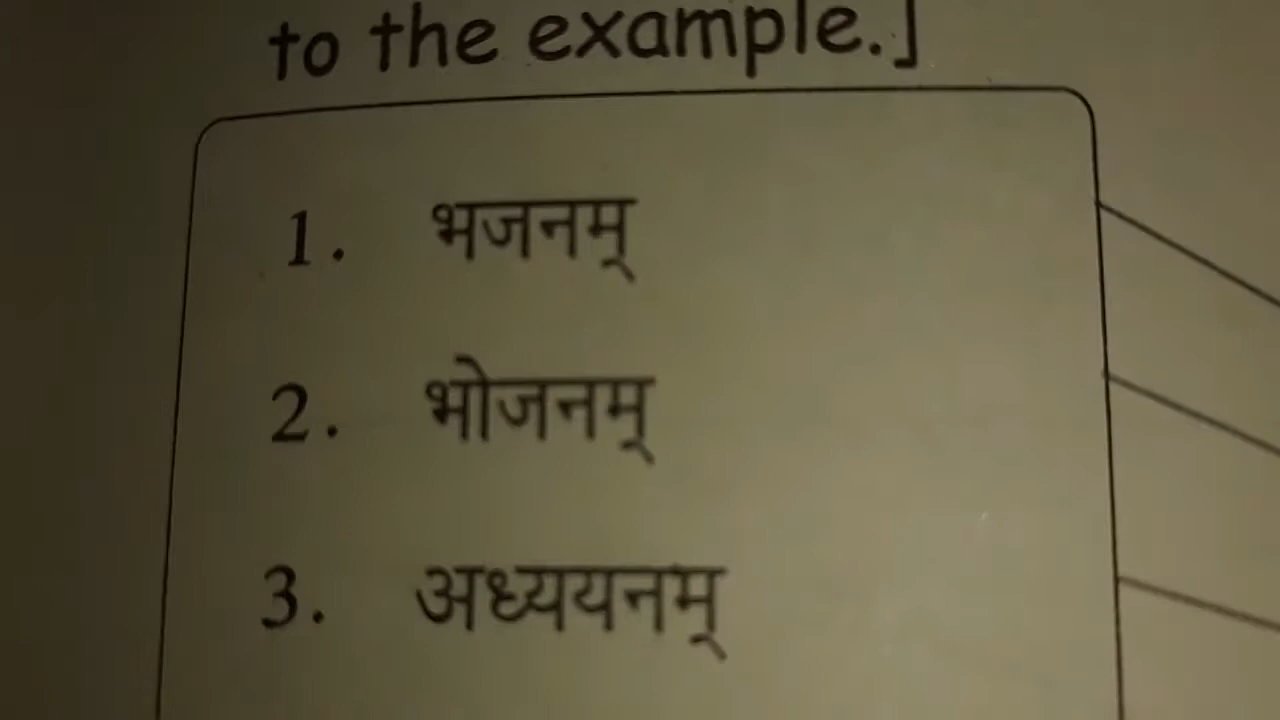 to the example.]
1. भजनम्
2. भोजनम्
3. अध्ययनम्